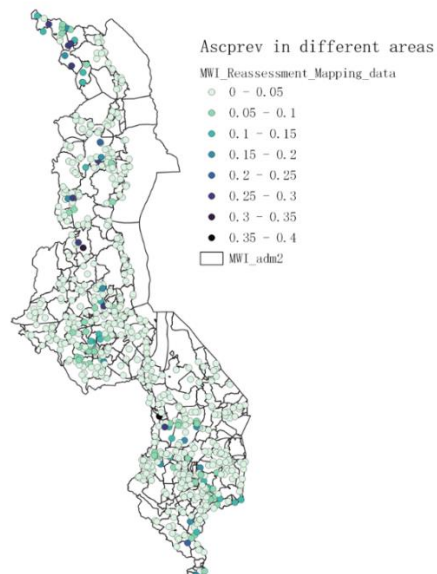 Ascprev in different areas
MWI_Reassessment_Mapping_data
0 - 0.05
0.05 - 0.1
0.1 - 0.15
0.15 - 0.2
0.2 - 0.25
0.25 - 0.3
0.3 - 0.35
0.35 - 0.4
MWI_adm2